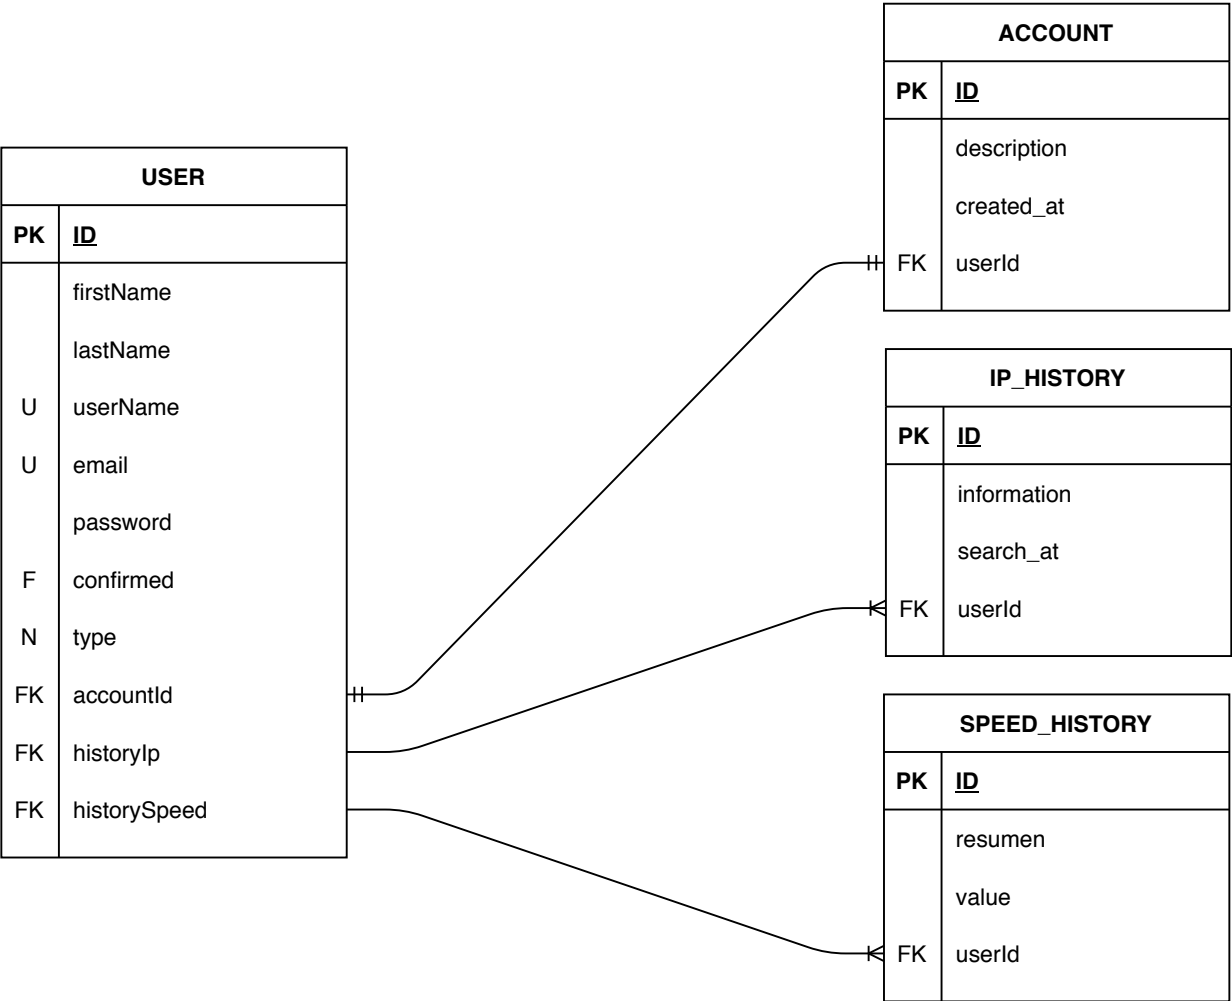 USER
PK ID
firstName
lastName
U userName
U email
password
F confirmed
N type
FK accountId
FK historyIp
FK historySpeed
ACCOUNT
PK ID
description
created_at
FK userId
IP_HISTORY
PK ID
information
search_at
FK userId
SPEED_HISTORY
PK ID
resumen
value
FK userId